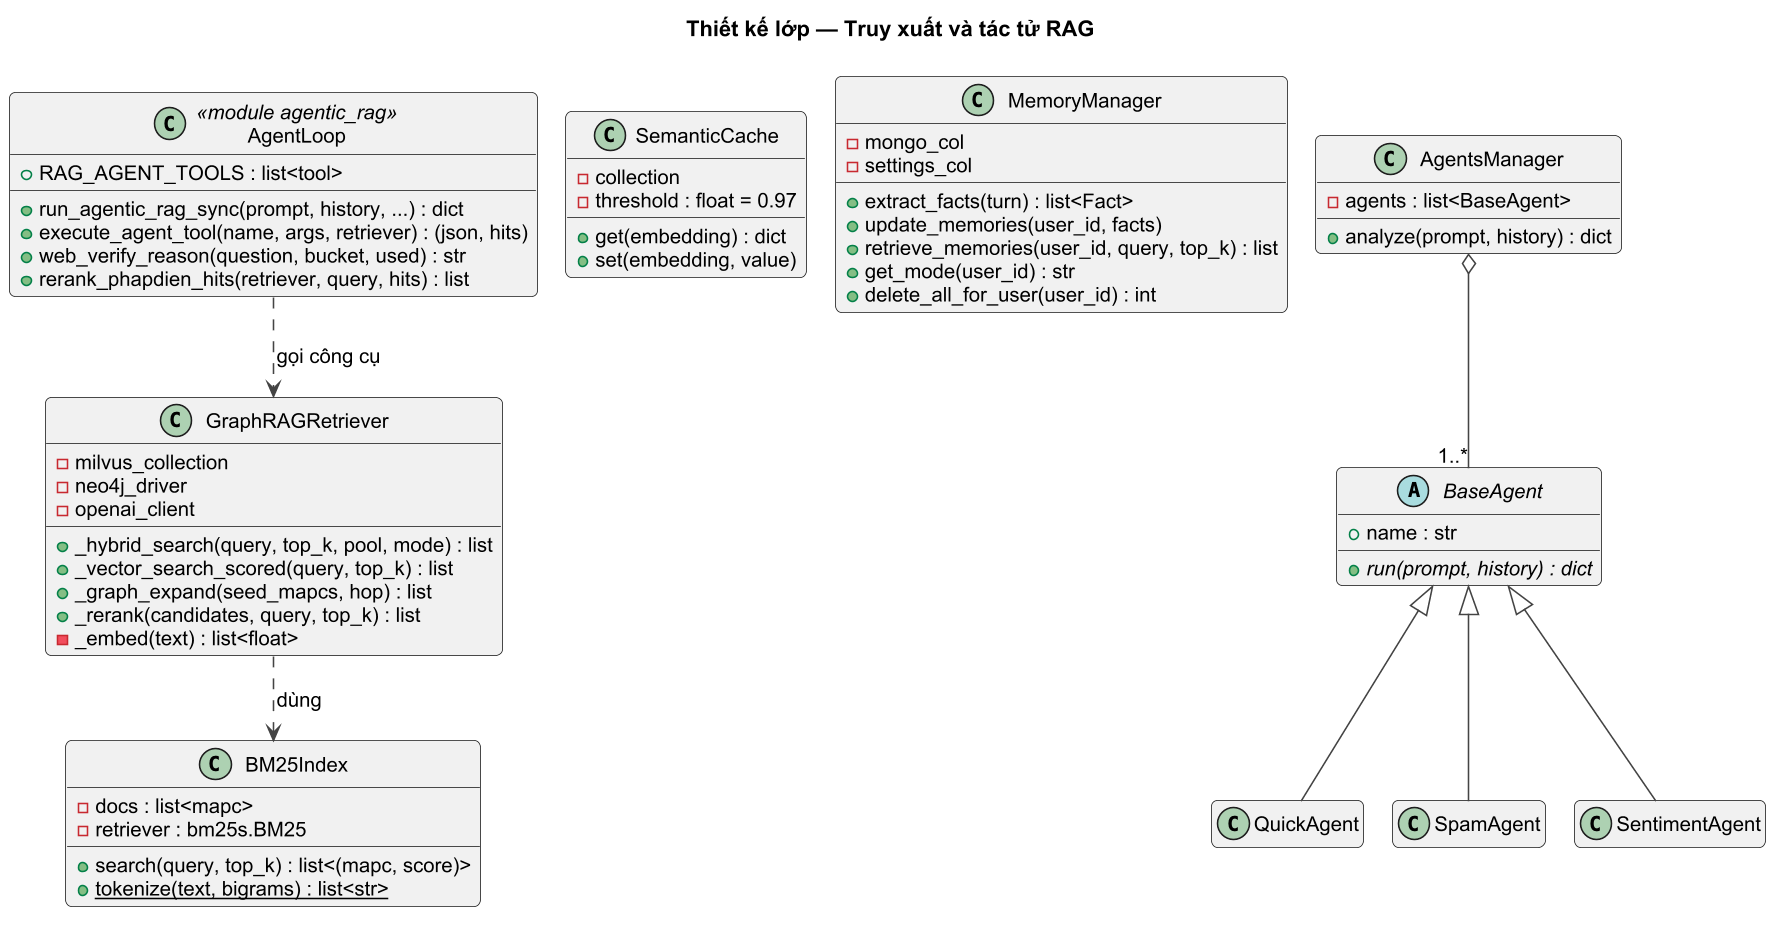 Thiết kế lớp — Truy xuất và tác tử RAG
C
«module agentic_rag»
AgentLoop
RAG_AGENT_TOOLS : list<tool>
run_agentic_rag_sync(prompt, history, ...) : dict
execute_agent_tool(name, args, retriever) : (json, hits)
web_verify_reason(question, bucket, used) : str
rerank_phapdien_hits(retriever, query, hits) : list
C SemanticCache
collection
threshold : float = 0.97
get(embedding) : dict
set(embedding, value)
C MemoryManager
mongo_col
settings_col
extract_facts(turn) : list<Fact>
update_memories(user_id, facts)
retrieve_memories(user_id, query, top_k) : list
get_mode(user_id) : str
delete_all_for_user(user_id) : int
C AgentsManager
agents : list<BaseAgent>
analyze(prompt, history) : dict
gọi công cụ
C GraphRAGRetriever
milvus_collection
neo4j_driver
openai_client
_hybrid_search(query, top_k, pool, mode) : list
_vector_search_scored(query, top_k) : list
_graph_expand(seed_mapcs, hop) : list
_rerank(candidates, query, top_k) : list
_embed(text) : list<float>
1..*
A BaseAgent
name : str
run(prompt, history) : dict
dùng
C BM25Index
docs : list<mapc>
retriever : bm25s.BM25
search(query, top_k) : list<(mapc, score)>
tokenize(text, bigrams) : list<str>
C QuickAgent
C SpamAgent
C SentimentAgent